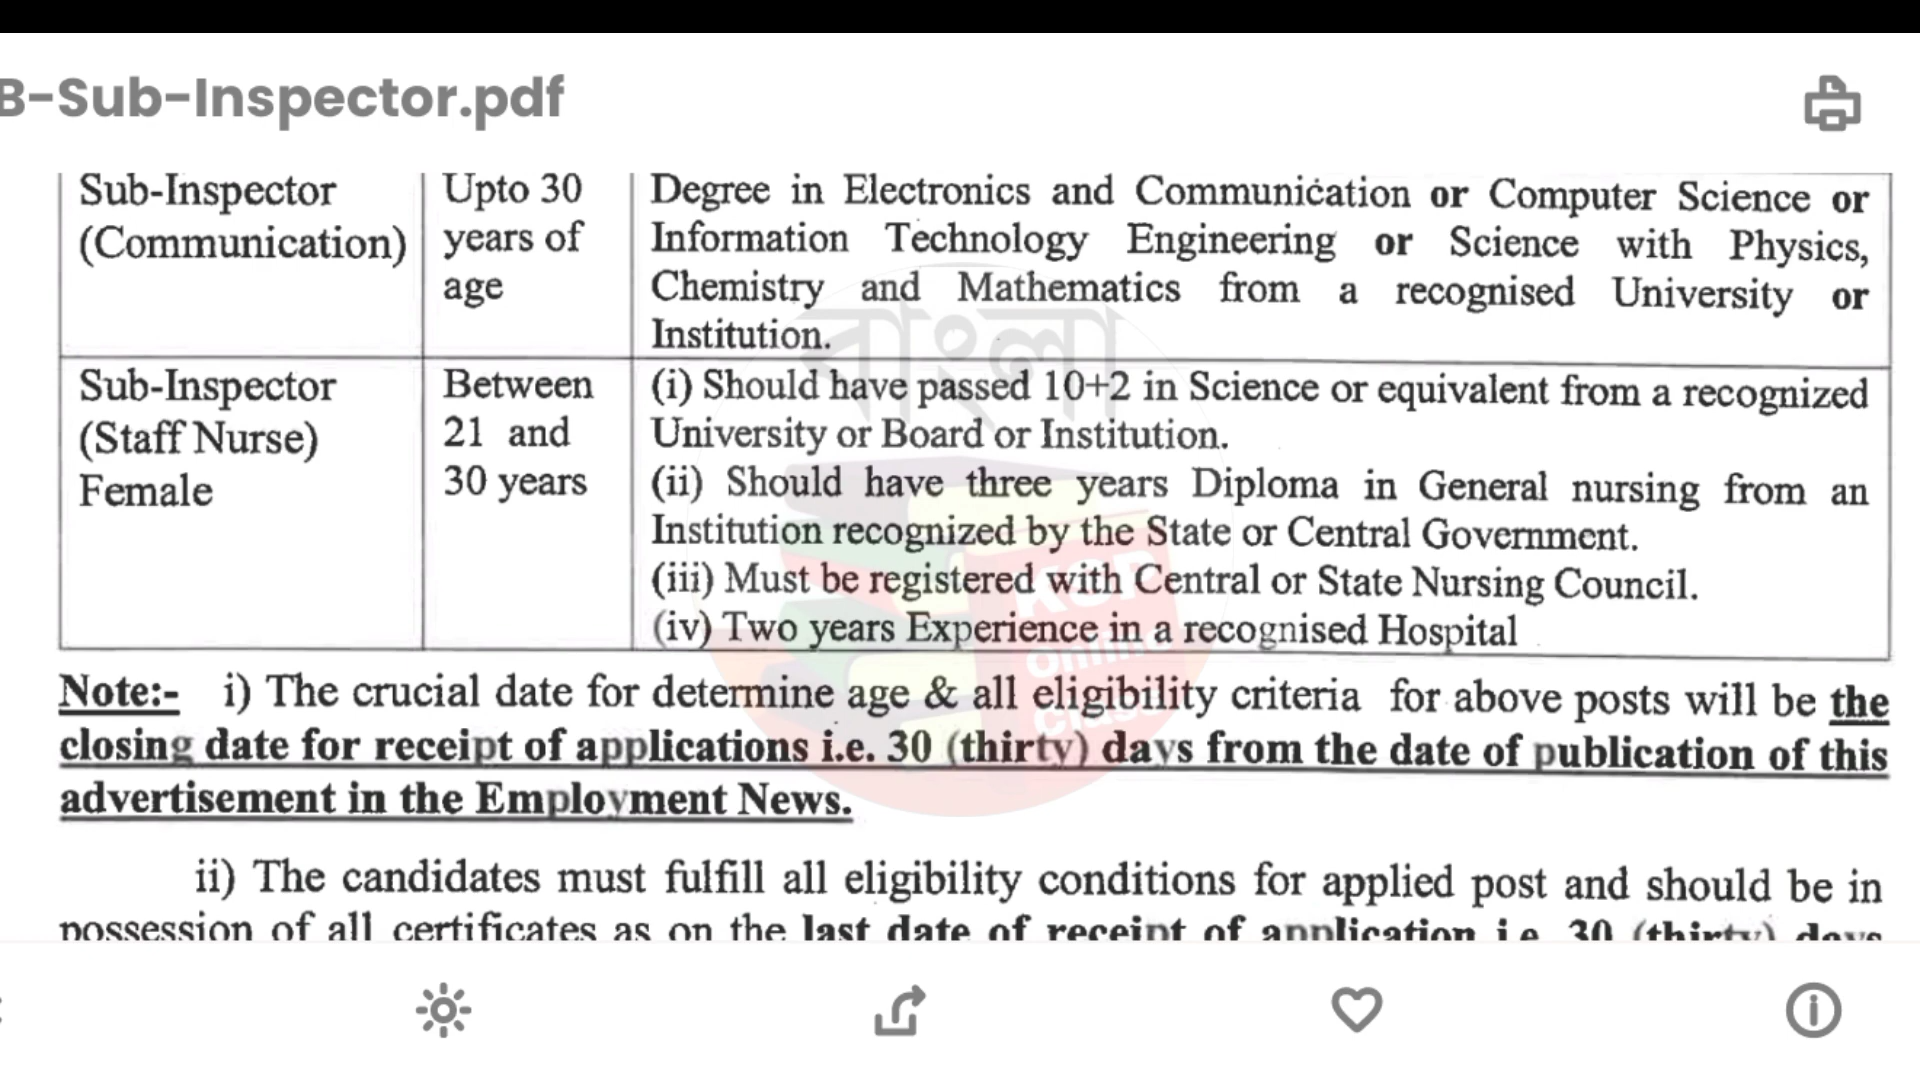 B-Sub-Inspector.pdf
Sub-Inspector
(Communication)
Upto 30
years of
age
Degree in Electronics and Communication or Computer Science or
Information Technology Engineering or Science with Physics,
Chemistry and Mathematics from a recognised University or
Institution.
Sub-Inspector
(Staff Nurse)
Female
Between
21 and
30 years
(i) Should have passed 10+2 in Science or equivalent from a recognized
University or Board or Institution.
(ii) Should have three years Diploma in General nursing from an
Institution recognized by the State or Central Government.
(iii) Must be registered with Central or State Nursing Council.
(iv) Two years Experience in a recognised Hospital
Note:- i) The crucial date for determine age & all eligibility criteria for above posts will be the
closing date for receipt of applications i.e. 30 (thirty) days from the date of publication of this
advertisement in the Employment News.
ii) The candidates must fulfill all eligibility conditions for applied post and should be in
possession of all certificates as on the last date of receipt of application i.e. 30 (thirty) days
বাংলা
KSP
Online
Class